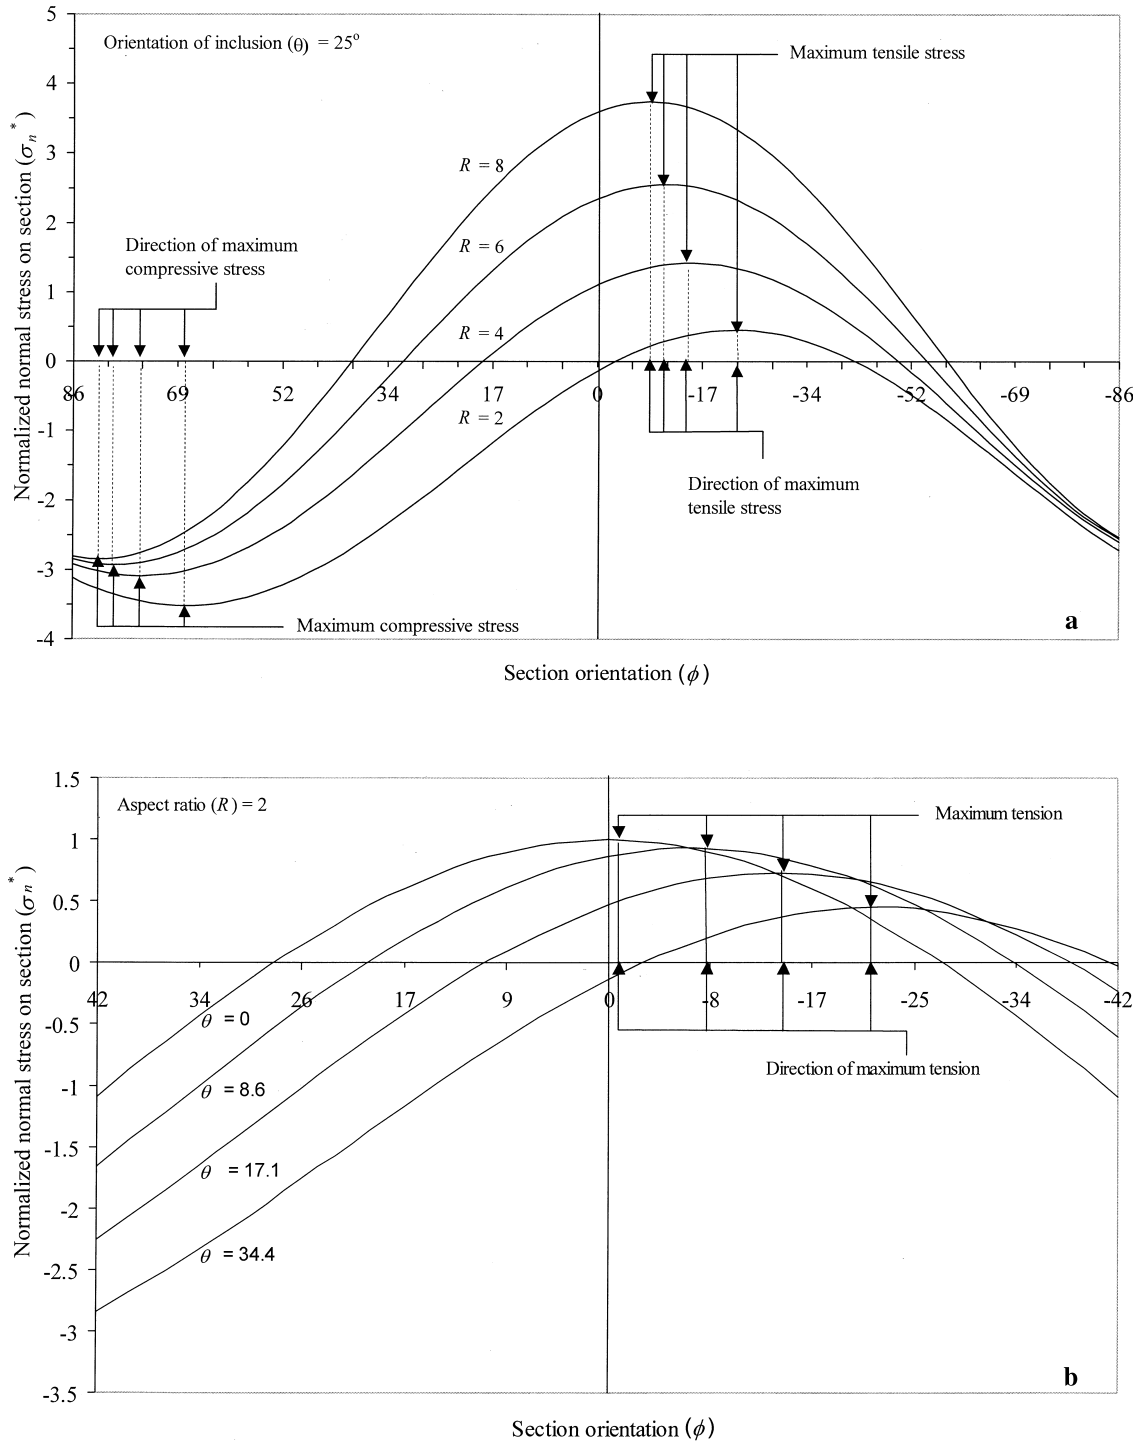 5
Orientation of inclusion (θ) = 25°
Maximum tensile stress
4
3
R = 8
2
R = 6
Direction of maximum
compressive stress
1
R = 4
0
86 69 52 34 17 0 -17 -34 -52 -69 -86
R = 2
-1
Direction of maximum
tensile stress
-2
-3
Maximum compressive stress
-4
a
Normalized normal stress on section (σn*)
Section orientation (ϕ)
1.5
Aspect ratio (R) = 2
Maximum tension
1
0.5
0
42 34 26 17 9 0 -8 -17 -25 -34 -42
θ = 0
-0.5
Direction of maximum tension
-1
θ = 8.6
-1.5
θ = 17.1
-2
θ = 34.4
-2.5
-3
-3.5
b
Normalized normal stress on section (σn*)
Section orientation (ϕ)